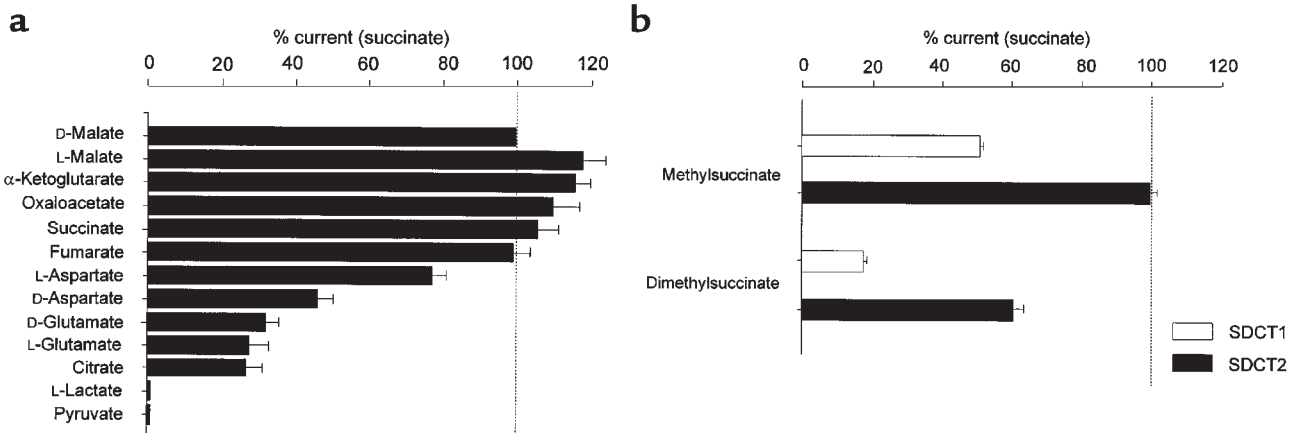 a
% current (succinate)
0 20 40 60 80 100 120
D-Malate
L-Malate
α-Ketoglutarate
Oxaloacetate
Succinate
Fumarate
L-Aspartate
D-Aspartate
D-Glutamate
L-Glutamate
Citrate
L-Lactate
Pyruvate
b
% current (succinate)
0 20 40 60 80 100 120
Methylsuccinate
Dimethylsuccinate
SDCT1
SDCT2